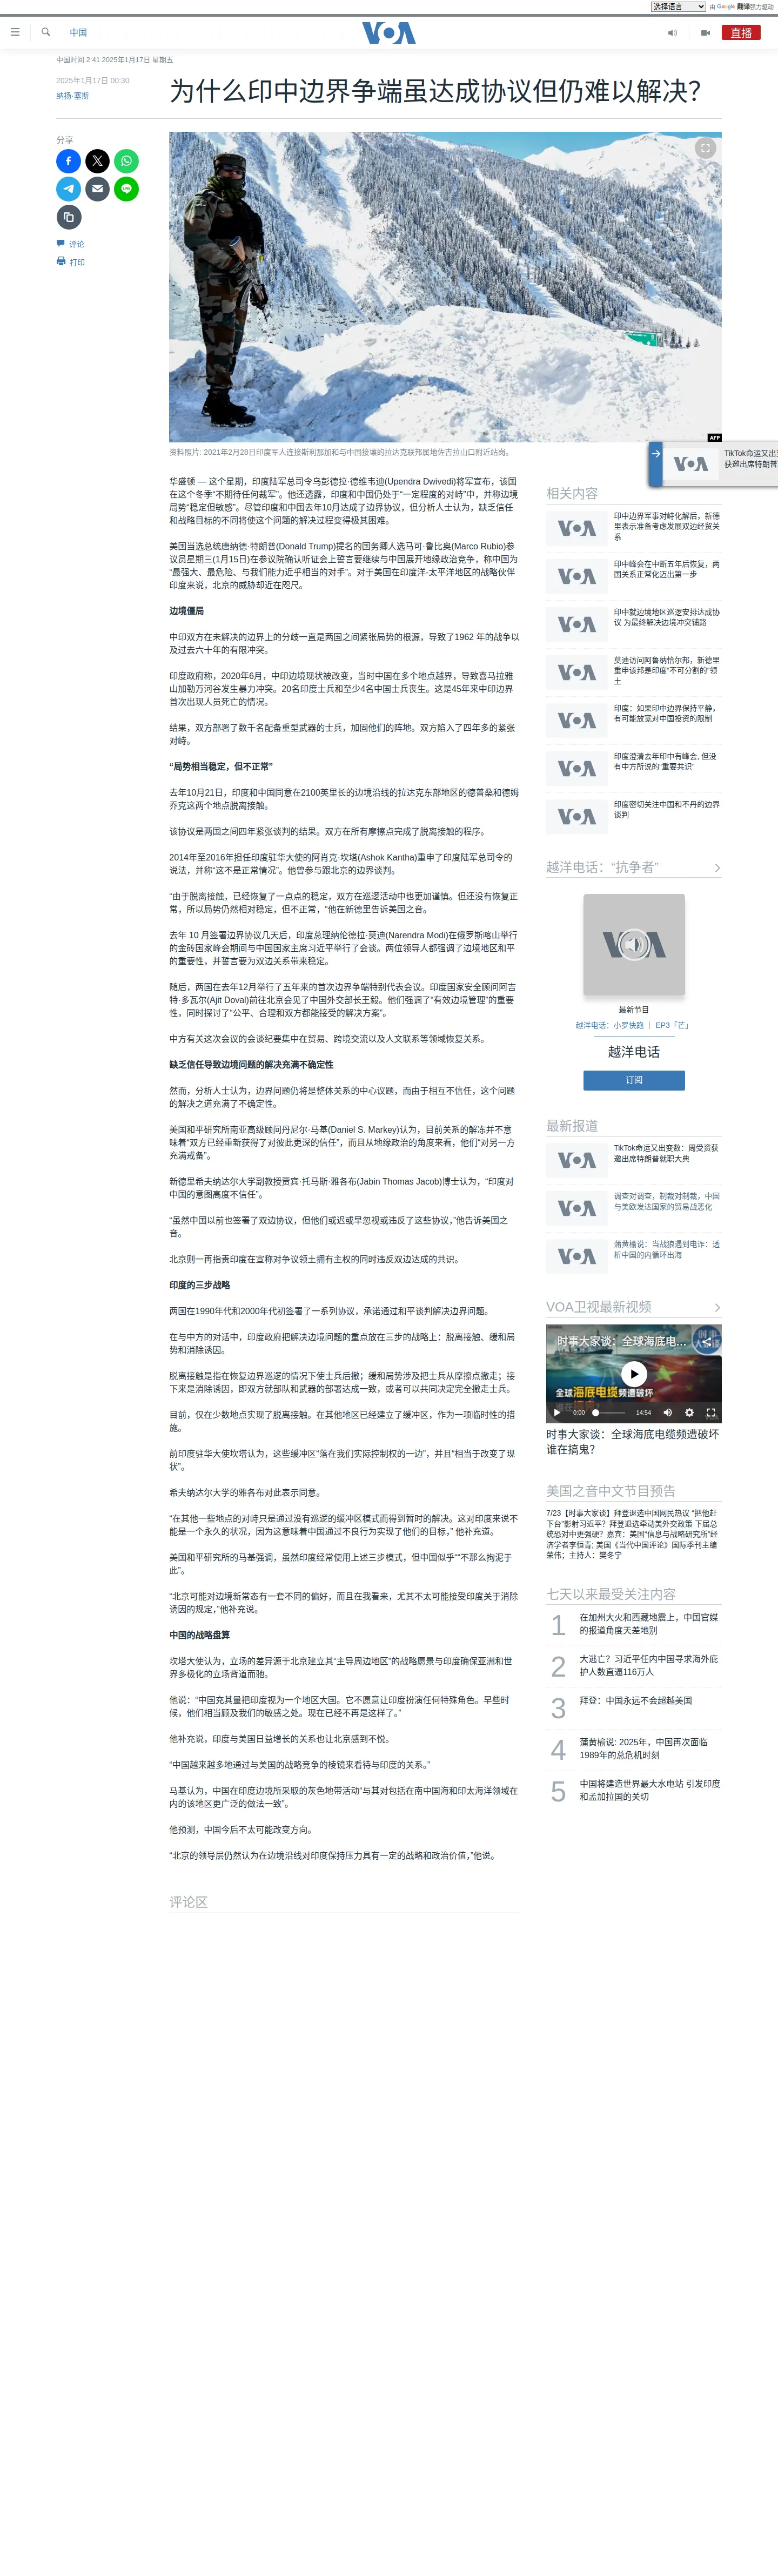 选择语言
由 Google 翻译强力驱动
中国
VOA
直播
中国时间 2:41 2025年1月17日 星期五
2025年1月17日 00:30
纳扬·塞斯
为什么印中边界争端虽达成协议但仍难以解决?
分享
评论
打印
AFP
资料照片: 2021年2月28日印度军人连接斯利那加和与中国接壤的拉达克联邦属地佐吉拉山口附近站岗。
华盛顿 — 这个星期，印度陆军总司令乌彭德拉·德维韦迪(Upendra Dwivedi)将军宣布，该国
在这个冬季“不期待任何裁军”。他还透露，印度和中国仍处于“一定程度的对峙”中，并称边境
局势“稳定但敏感”。尽管印度和中国去年10月达成了边界协议，但分析人士认为，缺乏信任
和战略目标的不同将使这个问题的解决过程变得极其艰难。
美国当选总统唐纳德·特朗普(Donald Trump)提名的国务卿人选马可·鲁比奥(Marco Rubio)参
议员星期三(1月15日)在参议院确认听证会上誓言要继续与中国展开地缘政治竞争，称中国为
“最强大、最危险、与我们能力近乎相当的对手”。对于美国在印度洋-太平洋地区的战略伙伴
印度来说，北京的威胁却近在咫尺。
边境僵局
中印双方在未解决的边界上的分歧一直是两国之间紧张局势的根源，导致了1962 年的战争以
及过去六十年的有限冲突。
印度政府称，2020年6月，中印边境现状被改变，当时中国在多个地点越界，导致喜马拉雅
山加勒万河谷发生暴力冲突。20名印度士兵和至少4名中国士兵丧生。这是45年来中印边界
首次出现人员死亡的情况。
结果，双方部署了数千名配备重型武器的士兵，加固他们的阵地。双方陷入了四年多的紧张
对峙。
“局势相当稳定，但不正常”
去年10月21日，印度和中国同意在2100英里长的边境沿线的拉达克东部地区的德普桑和德姆
乔克这两个地点脱离接触。
该协议是两国之间四年紧张谈判的结果。双方在所有摩擦点完成了脱离接触的程序。
2014年至2016年担任印度驻华大使的阿肖克·坎塔(Ashok Kantha)重申了印度陆军总司令的
说法，并称“这不是正常情况”。他曾参与跟北京的边界谈判。
“由于脱离接触，已经恢复了一点点的稳定，双方在巡逻活动中也更加谨慎。但还没有恢复正
常，所以局势仍然相对稳定，但不正常，“他在新德里告诉美国之音。
去年 10 月签署边界协议几天后，印度总理纳伦德拉·莫迪(Narendra Modi)在俄罗斯喀山举行
的金砖国家峰会期间与中国国家主席习近平举行了会谈。两位领导人都强调了边境地区和平
的重要性，并誓言要为双边关系带来稳定。
随后，两国在去年12月举行了五年来的首次边界争端特别代表会议。印度国家安全顾问阿吉
特·多瓦尔(Ajit Doval)前往北京会见了中国外交部长王毅。他们强调了“有效边境管理”的重要
性，同时探讨了“公平、合理和双方都能接受的解决方案”。
中方有关这次会议的会谈纪要集中在贸易、跨境交流以及人文联系等领域恢复关系。
缺乏信任导致边境问题的解决充满不确定性
然而，分析人士认为，边界问题仍将是整体关系的中心议题，而由于相互不信任，这个问题
的解决之道充满了不确定性。
美国和平研究所南亚高级顾问丹尼尔·马基(Daniel S. Markey)认为，目前关系的解冻并不意
味着“双方已经重新获得了对彼此更深的信任”，而且从地缘政治的角度来看，他们“对另一方
充满戒备”。
新德里希夫纳达尔大学副教授贾宾·托马斯·雅各布(Jabin Thomas Jacob)博士认为，“印度对
中国的意图高度不信任”。
“虽然中国以前也签署了双边协议，但他们或迟或早忽视或违反了这些协议，”他告诉美国之
音。
北京则一再指责印度在宣称对争议领土拥有主权的同时违反双边达成的共识。
印度的三步战略
两国在1990年代和2000年代初签署了一系列协议，承诺通过和平谈判解决边界问题。
在与中方的对话中，印度政府把解决边境问题的重点放在三步的战略上：脱离接触、缓和局
势和消除诱因。
脱离接触是指在恢复边界巡逻的情况下使士兵后撤；缓和局势涉及把士兵从摩擦点撤走；接
下来是消除诱因，即双方就部队和武器的部署达成一致，或者可以共同决定完全撤走士兵。
目前，仅在少数地点实现了脱离接触。在其他地区已经建立了缓冲区，作为一项临时性的措
施。
前印度驻华大使坎塔认为，这些缓冲区“落在我们实际控制权的一边”，并且“相当于改变了现
状”。
希夫纳达尔大学的雅各布对此表示同意。
“在其他一些地点的对峙只是通过没有巡逻的缓冲区模式而得到暂时的解决。这对印度来说不
能是一个永久的状况，因为这意味着中国通过不良行为实现了他们的目标，” 他补充道。
美国和平研究所的马基强调，虽然印度经常使用上述三步模式，但中国似乎“”不那么拘泥于
此”。
“北京可能对边境新常态有一套不同的偏好，而且在我看来，尤其不太可能接受印度关于消除
诱因的规定，”他补充说。
中国的战略盘算
坎塔大使认为，立场的差异源于北京建立其“主导周边地区”的战略愿景与印度确保亚洲和世
界多极化的立场背道而驰。
他说：“中国充其量把印度视为一个地区大国。它不愿意让印度扮演任何特殊角色。早些时
候，他们相当顾及我们的敏感之处。现在已经不再是这样了。”
他补充说，印度与美国日益增长的关系也让北京感到不悦。
“中国越来越多地通过与美国的战略竞争的棱镜来看待与印度的关系。”
马基认为，中国在印度边境所采取的灰色地带活动“与其对包括在南中国海和印太海洋领域在
内的该地区更广泛的做法一致”。
他预测，中国今后不太可能改变方向。
“北京的领导层仍然认为在边境沿线对印度保持压力具有一定的战略和政治价值，”他说。
评论区
TikTok命运又出变
获邀出席特朗普
相关内容
印中边界军事对峙化解后，新德
里表示准备考虑发展双边经贸关
系
印中峰会在中断五年后恢复，两
国关系正常化迈出第一步
印中就边境地区巡逻安排达成协
议 为最终解决边境冲突铺路
莫迪访问阿鲁纳恰尔邦，新德里
重申该邦是印度“不可分割的”领
土
印度：如果印中边界保持平静，
有可能放宽对中国投资的限制
印度澄清去年印中有峰会, 但没
有中方所说的“重要共识”
印度密切关注中国和不丹的边界
谈判
越洋电话：“抗争者”
最新节目
越洋电话：小罗快跑 ｜ EP3「芒」
越洋电话
订阅
最新报道
TikTok命运又出变数：周受资获
邀出席特朗普就职大典
调查对调查，制裁对制裁，中国
与美欧发达国家的贸易战恶化
蒲黄榆说：当战狼遇到电诈：透
析中国的内循环出海
VOA卫视最新视频
时事大家谈：全球海底电...
全球海底电缆频遭破坏
0:00
14:54
时事大家谈：全球海底电缆频遭破坏
谁在搞鬼？
美国之音中文节目预告
7/23【时事大家谈】拜登退选中国网民热议 “把他赶
下台”影射习近平？拜登退选牵动美外交政策 下届总
统恐对中更强硬？嘉宾：美国“信息与战略研究所”经
济学者李恒青; 美国《当代中国评论》国际季刊主编
荣伟；主持人：樊冬宁
七天以来最受关注内容
1
在加州大火和西藏地震上，中国官媒
的报道角度天差地别
2
大逃亡？习近平任内中国寻求海外庇
护人数直逼116万人
3
拜登：中国永远不会超越美国
4
蒲黄榆说: 2025年，中国再次面临
1989年的总危机时刻
5
中国将建造世界最大水电站 引发印度
和孟加拉国的关切